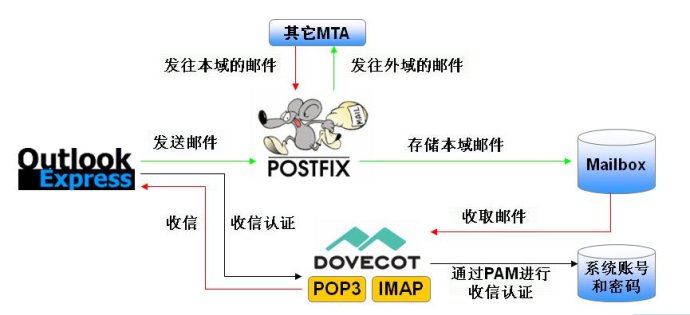 其它MTA
发往本域的邮件
发往外域的邮件
MAIL
发送邮件
POSTFIX
存储本域邮件
Mailbox
Outlook
Express
收信
收信认证
收取邮件
DOVECOT
POP3
IMAP
通过PAM进行
收信认证
系统账号
和密码